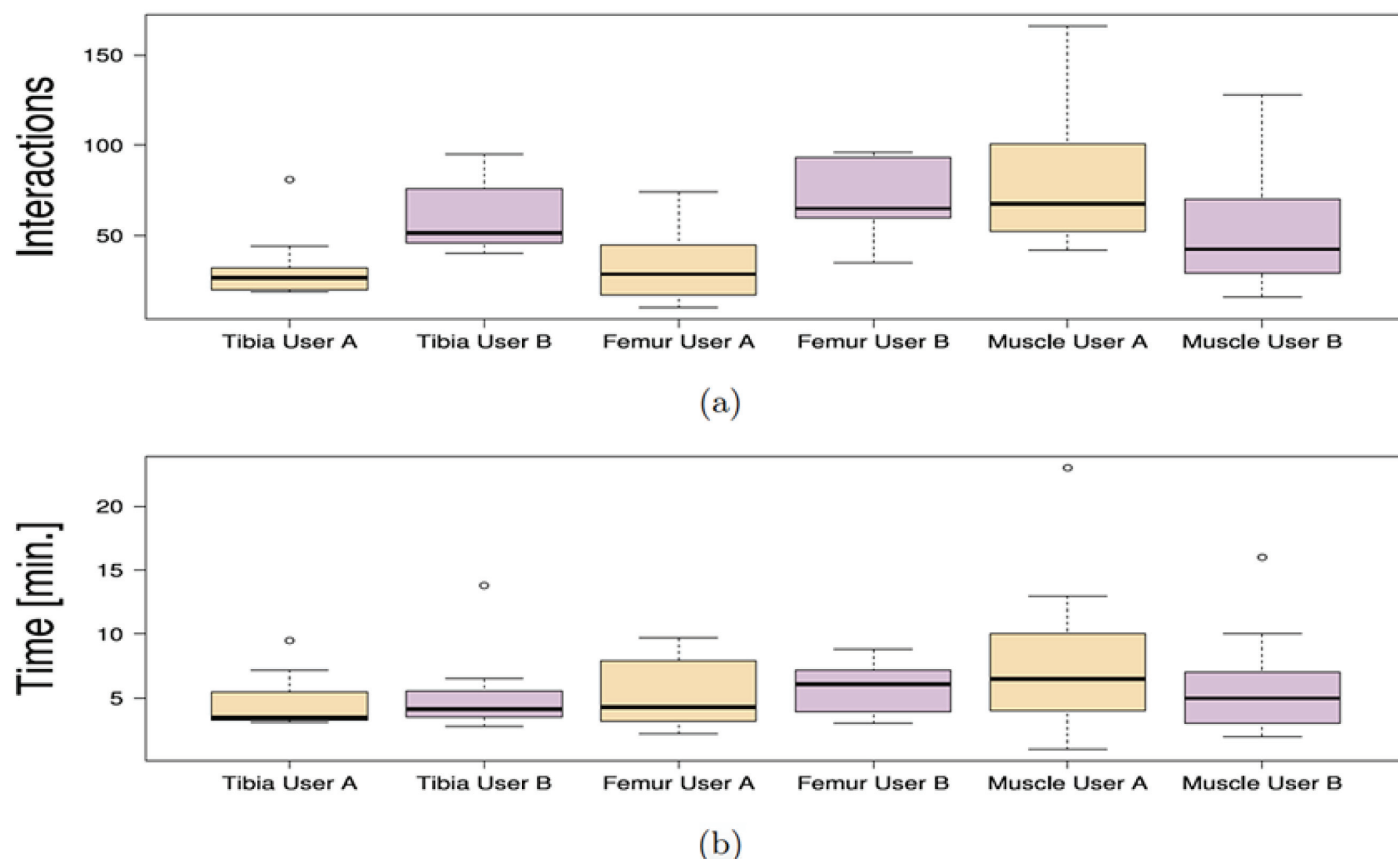 Interactions
150
100
50
Tibia User A Tibia User B Femur User A Femur User B Muscle User A Muscle User B
(a)
Time [min.]
20
15
10
5
Tibia User A Tibia User B Femur User A Femur User B Muscle User A Muscle User B
(b)